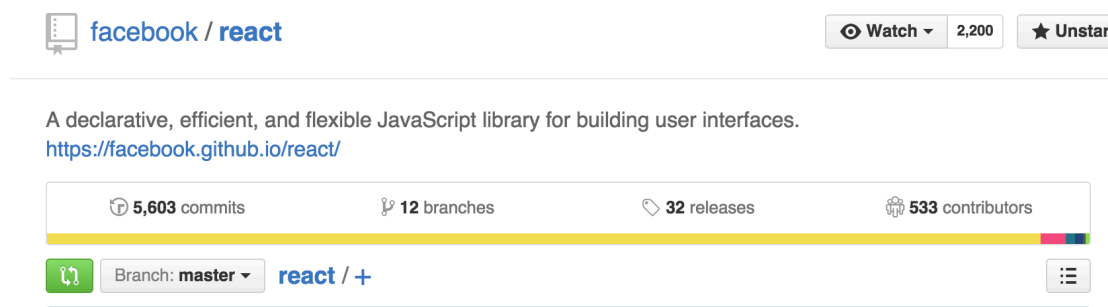 facebook / react
Watch 2,200 Unstar
A declarative, efficient, and flexible JavaScript library for building user interfaces.
https://facebook.github.io/react/
5,603 commits 12 branches 32 releases 533 contributors
Branch: master react / +